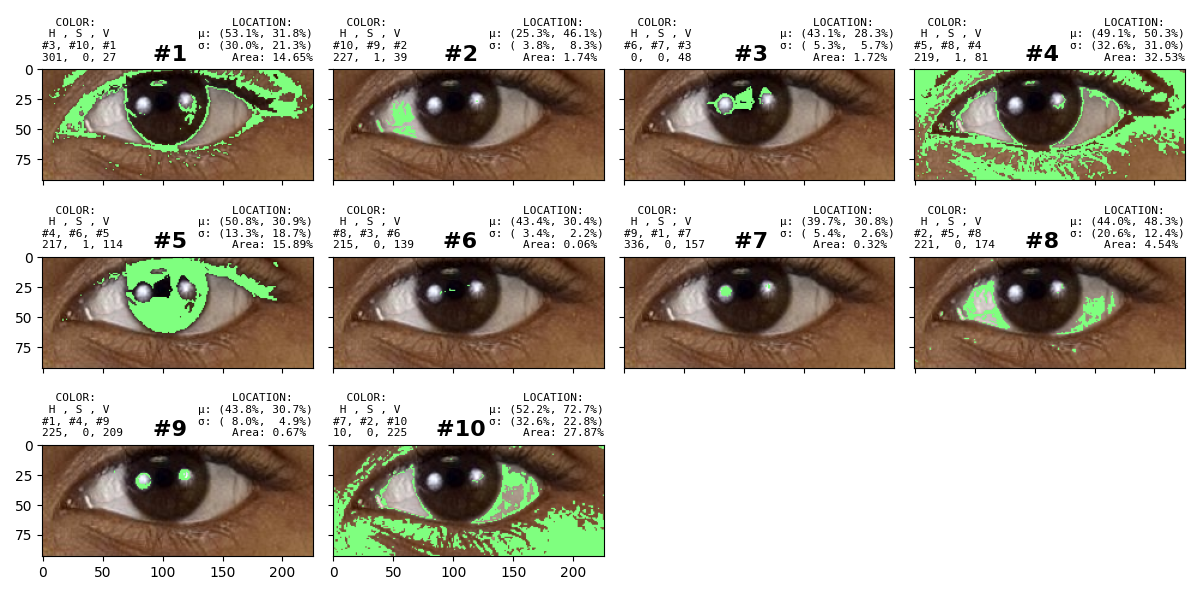 COLOR: LOCATION: COLOR: LOCATION: COLOR: LOCATION: COLOR: LOCATION:
H , S , V μ: (53.1%, 31.8%) H , S , V μ: (25.3%, 46.1%) H , S , V μ: (43.1%, 28.3%) H , S , V μ: (49.1%, 50.3%)
#3, #10, #1 σ: (30.0%, 21.3%) #10, #9, #2 σ: ( 3.8%, 8.3%) #6, #7, #3 σ: ( 5.3%, 5.7%) #5, #8, #4 σ: (32.6%, 31.0%)
301, 0, 27 #1 Area: 14.65% 227, 1, 39 #2 Area: 1.74% 0, 0, 48 #3 Area: 1.72% 219, 1, 81 #4 Area: 32.53%
0
25
50
75
COLOR: LOCATION: COLOR: LOCATION: COLOR: LOCATION: COLOR: LOCATION:
H , S , V μ: (50.8%, 30.9%) H , S , V μ: (43.4%, 30.4%) H , S , V μ: (39.7%, 30.8%) H , S , V μ: (44.0%, 48.3%)
#4, #6, #5 σ: (13.3%, 18.7%) #8, #3, #6 σ: ( 3.4%, 2.2%) #9, #1, #7 σ: ( 5.4%, 2.6%) #2, #5, #8 σ: (20.6%, 12.4%)
217, 1, 114 #5 Area: 15.89% 215, 0, 139 #6 Area: 0.06% 336, 0, 157 #7 Area: 0.32% 221, 0, 174 #8 Area: 4.54%
0
25
50
75
COLOR: LOCATION: COLOR: LOCATION:
H , S , V μ: (43.8%, 30.7%) H , S , V μ: (52.2%, 72.7%)
#1, #4, #9 σ: ( 8.0%, 4.9%) #7, #2, #10 σ: (32.6%, 22.8%)
225, 0, 209 #9 Area: 0.67% 10, 0, 225 #10 Area: 27.87%
0
25
50
75
0 50 100 150 200 0 50 100 150 200